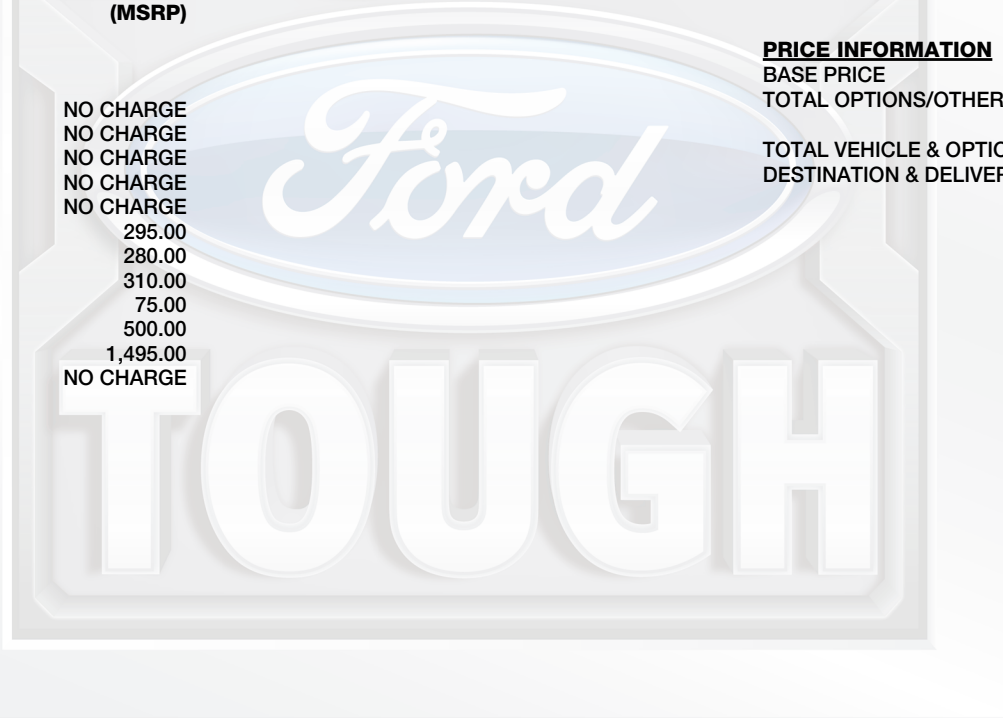 (MSRP)
NO CHARGE
NO CHARGE
NO CHARGE
NO CHARGE
NO CHARGE
295.00
280.00
310.00
75.00
500.00
1,495.00
NO CHARGE
PRICE INFORMATION
BASE PRICE
TOTAL OPTIONS/OTHER
TOTAL VEHICLE & OPTIO
DESTINATION & DELIVER
Ford
TOUGH